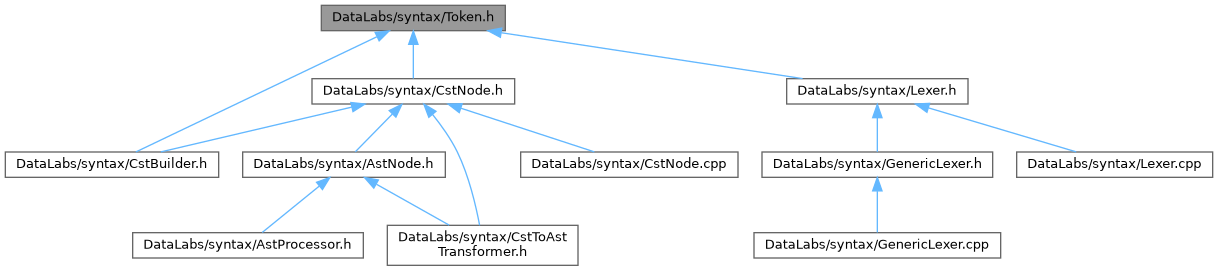 DataLabs/syntax/Token.h
DataLabs/syntax/CstNode.h
DataLabs/syntax/Lexer.h
DataLabs/syntax/CstBuilder.h
DataLabs/syntax/AstNode.h
DataLabs/syntax/CstNode.cpp
DataLabs/syntax/GenericLexer.h
DataLabs/syntax/Lexer.cpp
DataLabs/syntax/AstProcessor.h
DataLabs/syntax/CstToAst
Transformer.h
DataLabs/syntax/GenericLexer.cpp